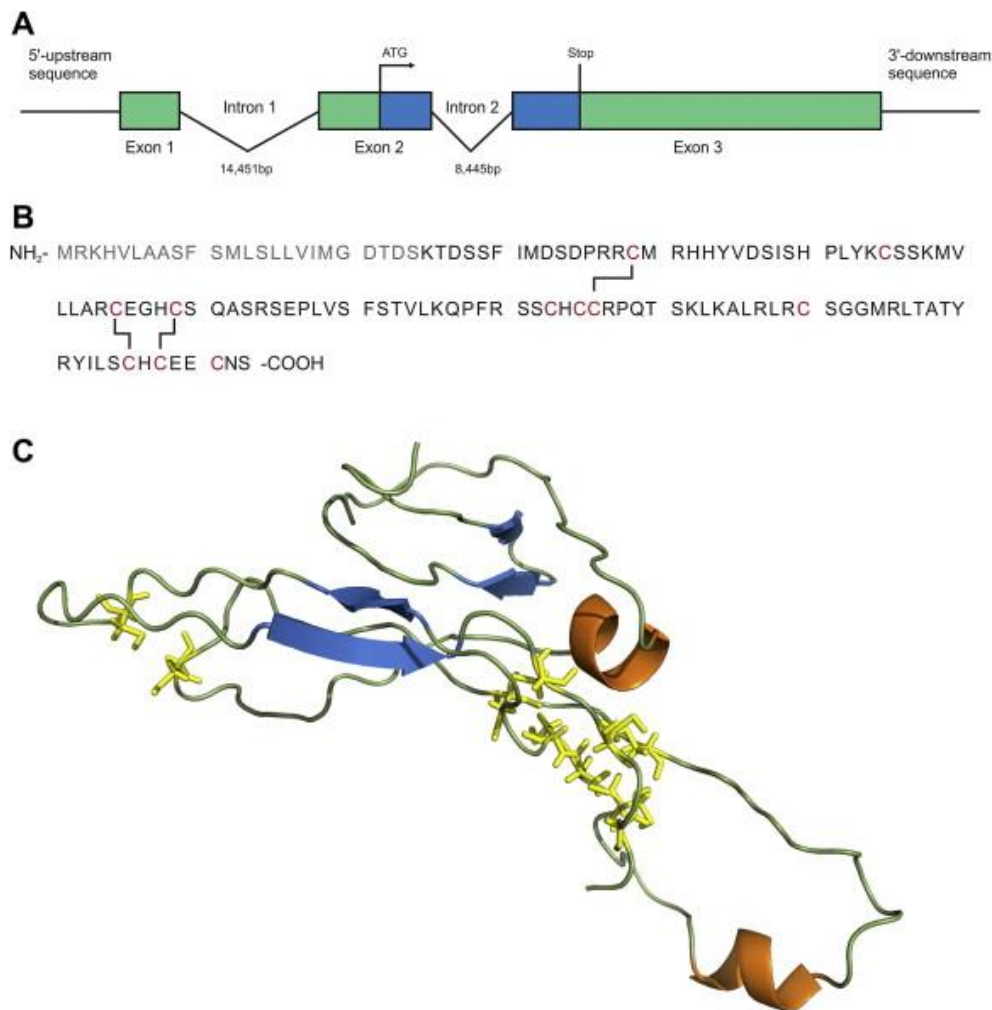 A
5'-upstream sequence
ATG
Stop
3'-downstream sequence
Intron 1
Intron 2
Exon 1
Exon 2
Exon 3
14,451bp
8,445bp
B
NH2- MRKHVLAASF SMLSLLVIMG DTDSKTDSSF IMDSDPRRCM RHHYVDSISH PLYKCSSKMV
LLARCEGHCS QASRSEPLVS FSTVLKQPFR SSCHCCRPQT SKLKALRLRC SGGMRLTATY
RYILSCHCEE CNS -COOH
C